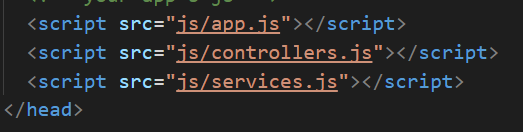 <script src="js/app.js"></script>
<script src="js/controllers.js"></script>
<script src="js/services.js"></script>
</head>